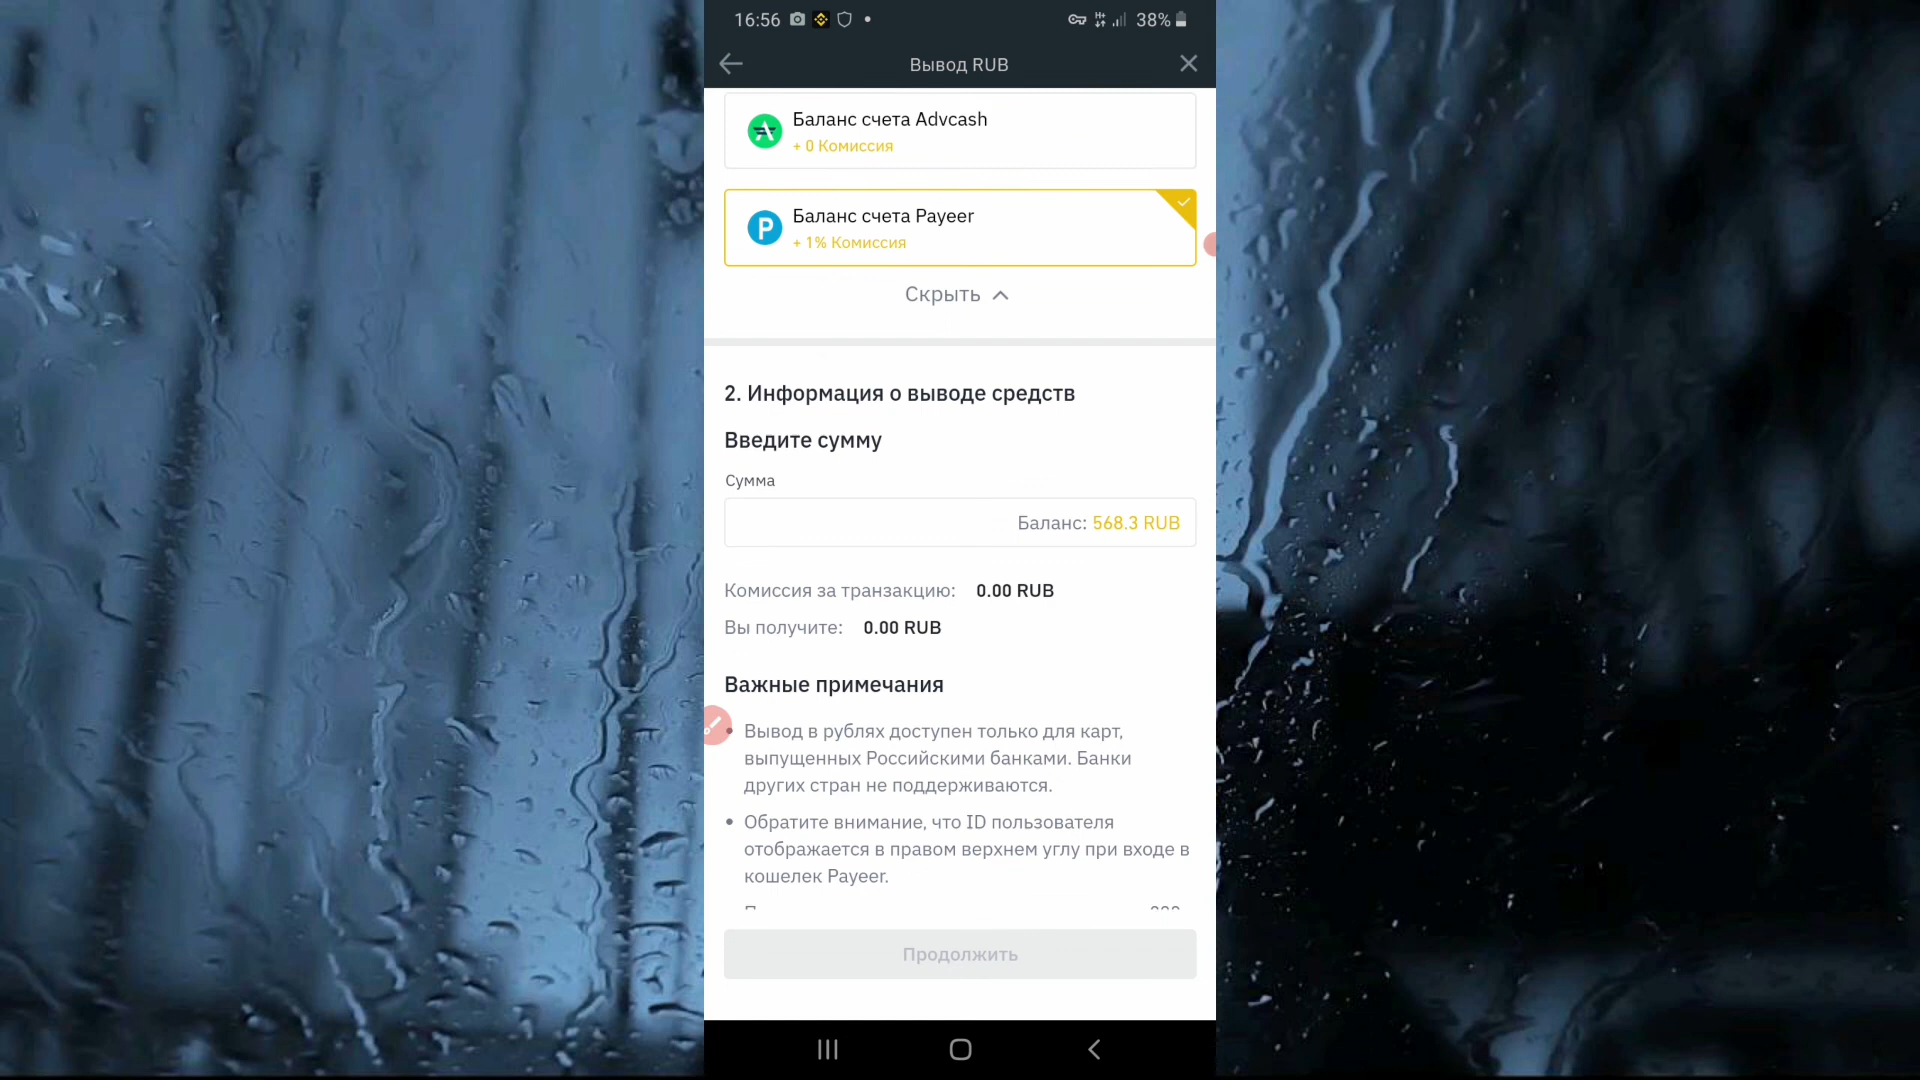 16:56
38%
Вывод RUB
Баланс счета Advcash
+ 0 Комиссия
P
Баланс счета Payeer
+ 1% Комиссия
Скрыть
2. Информация о выводе средств
Введите сумму
Сумма
Баланс: 568.3 RUB
Комиссия за транзакцию: 0.00 RUB
Вы получите: 0.00 RUB
Важные примечания
• Вывод в рублях доступен только для карт,
выпущенных Российскими банками. Банки
других стран не поддерживаются.
• Обратите внимание, что ID пользователя
отображается в правом верхнем углу при входе в
кошелек Payeer.
Продолжить